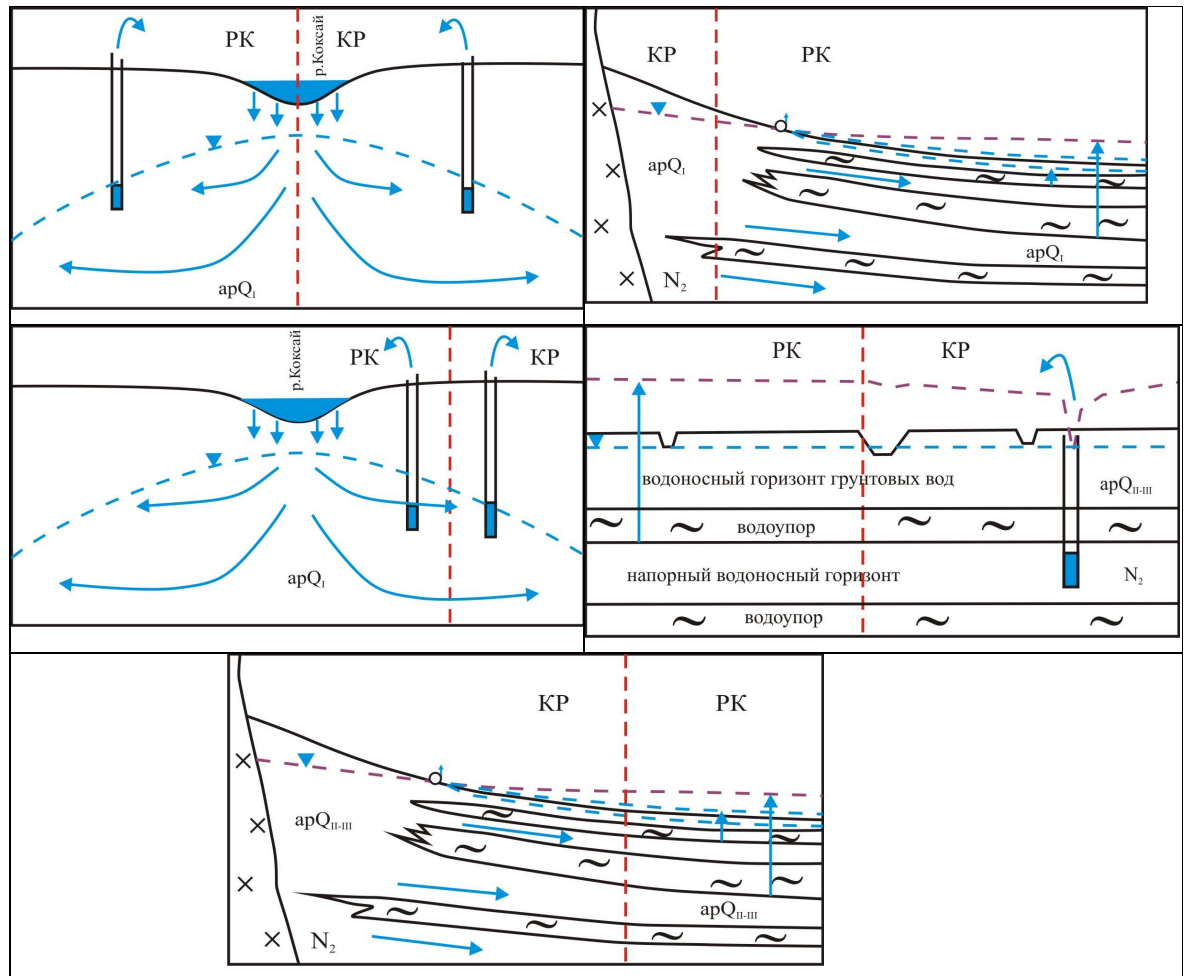 РК
р.Коксай
КР
apQI
КР
РК
apQI
apQI
N2
РК
р.Коксай
КР
apQI
РК
КР
водоносный горизонт грунтовых вод
apQII-III
водоупор
напорный водоносный горизонт
N2
водоупор
КР
РК
apQII-III
apQII-III
N2